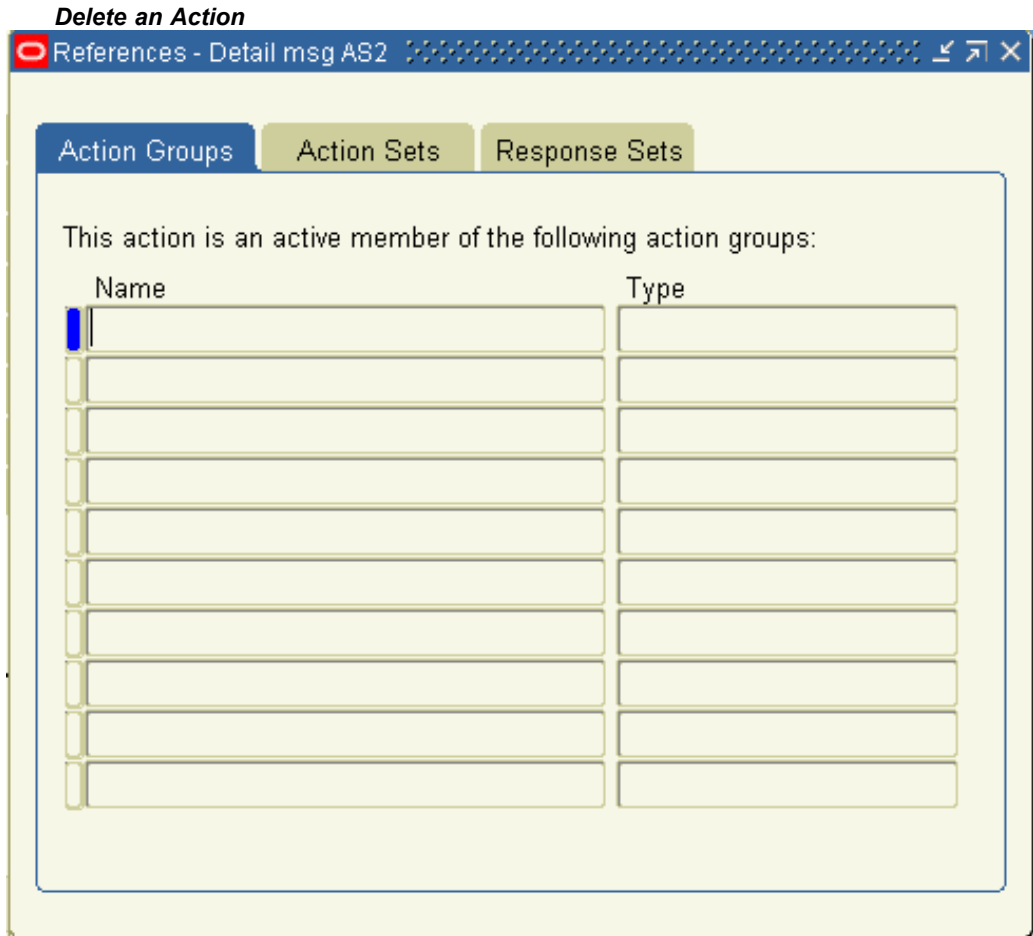 Delete an Action
References - Detail msg AS2
Action Groups
Action Sets
Response Sets
This action is an active member of the following action groups:
Name
Type